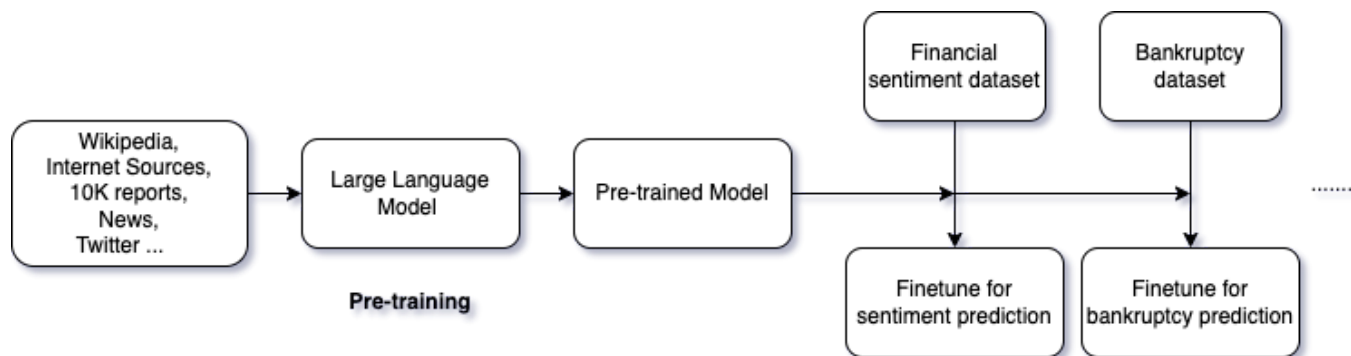 Wikipedia,
Internet Sources,
10K reports,
News,
Twitter ...
Large Language
Model
Pre-trained Model
Pre-training
Financial
sentiment dataset
Bankruptcy
dataset
Finetune for
sentiment prediction
Finetune for
bankruptcy prediction
.......